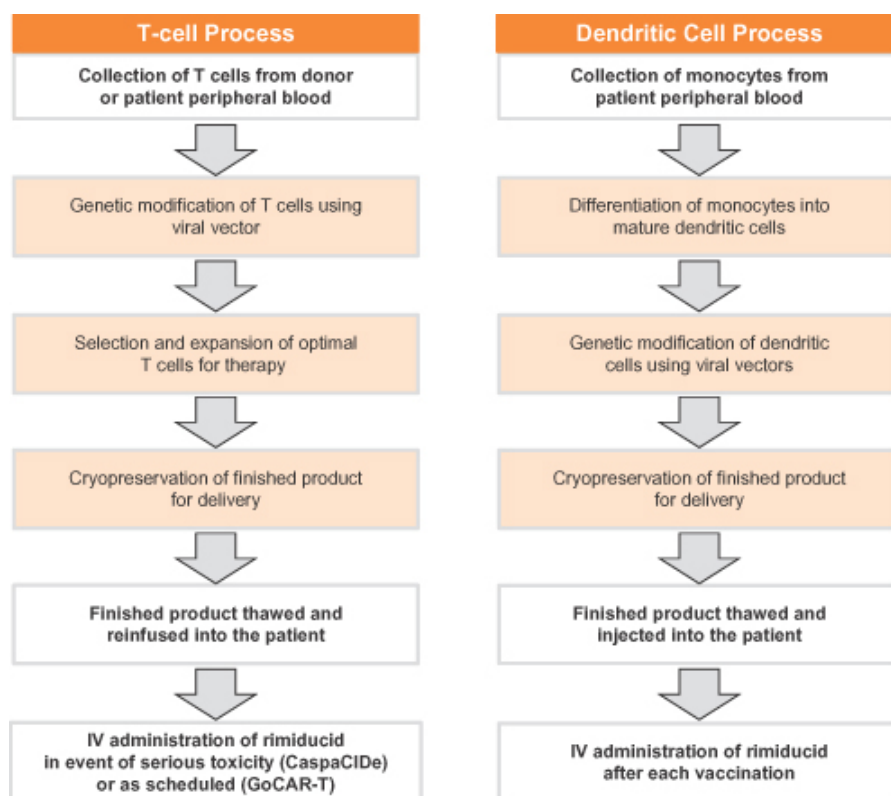 T-cell Process
Collection of T cells from donor
or patient peripheral blood
Genetic modification of T cells using
viral vector
Selection and expansion of optimal
T cells for therapy
Cryopreservation of finished product
for delivery
Finished product thawed and
reinfused into the patient
IV administration of rimiducid
in event of serious toxicity (CaspaCIDe)
or as scheduled (GoCAR-T)
Dendritic Cell Process
Collection of monocytes from
patient peripheral blood
Differentiation of monocytes into
mature dendritic cells
Genetic modification of dendritic
cells using viral vectors
Cryopreservation of finished product
for delivery
Finished product thawed and
injected into the patient
IV administration of rimiducid
after each vaccination